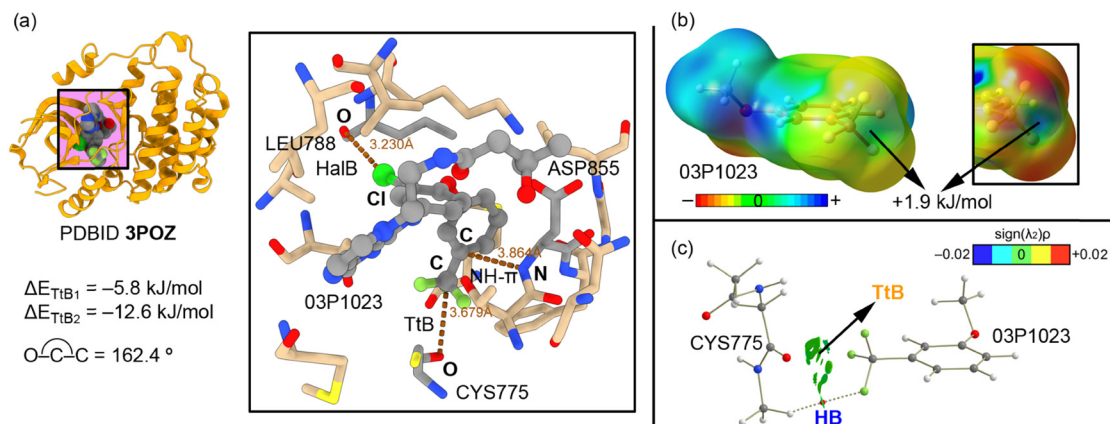 (a)
PDBID 3POZ
ΔE_TtB1 = –5.8 kJ/mol
ΔE_TtB2 = –12.6 kJ/mol
O–C–C = 162.4 º
O
3.230Å
LEU788
HalB
Cl
ASP855
C
3.864Å
C
N
NH-π
03P1023
TtB
3.679Å
O
CYS775
(b)
03P1023
– 0 +
+1.9 kJ/mol
(c)
sign(λ₂)ρ
–0.02 0 +0.02
TtB
CYS775
03P1023
HB